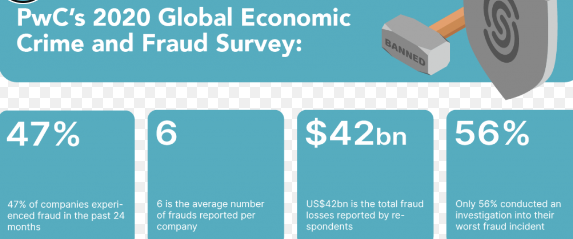 PwC's 2020 Global Economic
Crime and Fraud Survey:
BANNED
47%
47% of companies experi-
enced fraud in the past 24
months
6
6 is the average number
of frauds reported per
company
$42bn
US$42bn is the total fraud
losses reported by re-
spondents
56%
Only 56% conducted an
investigation into their
worst fraud incident